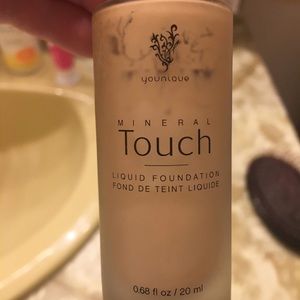 younique
MINERAL
Touch
LIQUID FOUNDATION
FOND DE TEINT LIQUIDE
0.68 fl oz / 20 ml